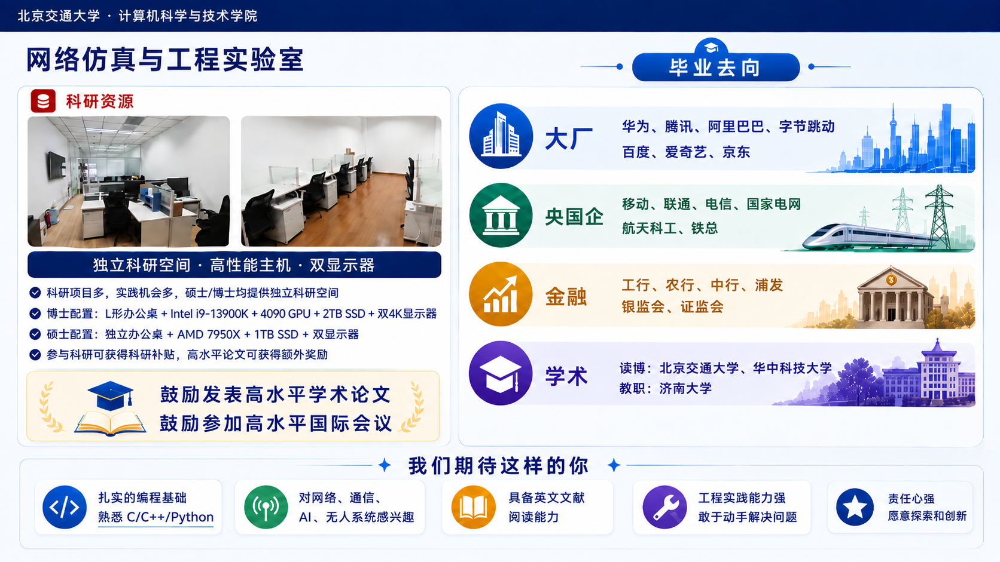 北京交通大学 · 计算机科学与技术学院
网络仿真与工程实验室
科研资源
独立科研空间 · 高性能主机 · 双显示器
科研项目多，实践机会多，硕士/博士均提供独立科研空间
博士配置：L形办公桌 + Intel i9-13900K + 4090 GPU + 2TB SSD + 双4K显示器
硕士配置：独立办公桌 + AMD 7950X + 1TB SSD + 双显示器
参与科研可获得科研补贴，高水平论文可获得额外奖励
鼓励发表高水平学术论文
鼓励参加高水平国际会议
毕业去向
大厂
华为、腾讯、阿里巴巴、字节跳动
百度、爱奇艺、京东
央国企
移动、联通、电信、国家电网
航天科工、铁总
金融
工行、农行、中行、浦发
银监会、证监会
学术
读博：北京交通大学、华中科技大学
教职：济南大学
我们期待这样的你
扎实的编程基础
熟悉 C/C++/Python
对网络、通信、
AI、无人系统感兴趣
具备英文文献
阅读能力
工程实践能力强
敢于动手解决问题
责任心强
愿意探索和创新